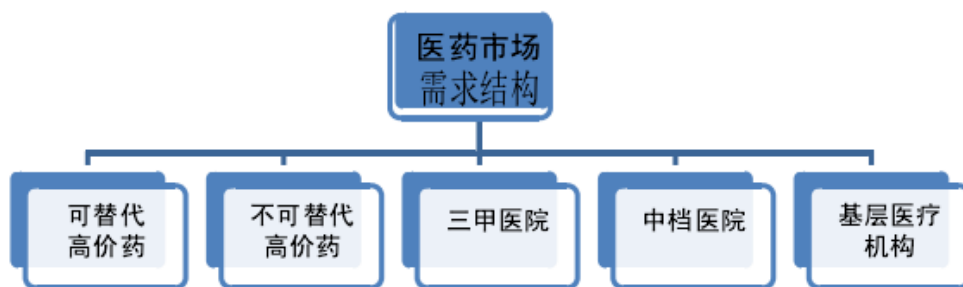 医药市场
需求结构
可替代
高价药
不可替代
高价药
三甲医院
中档医院
基层医疗
机构